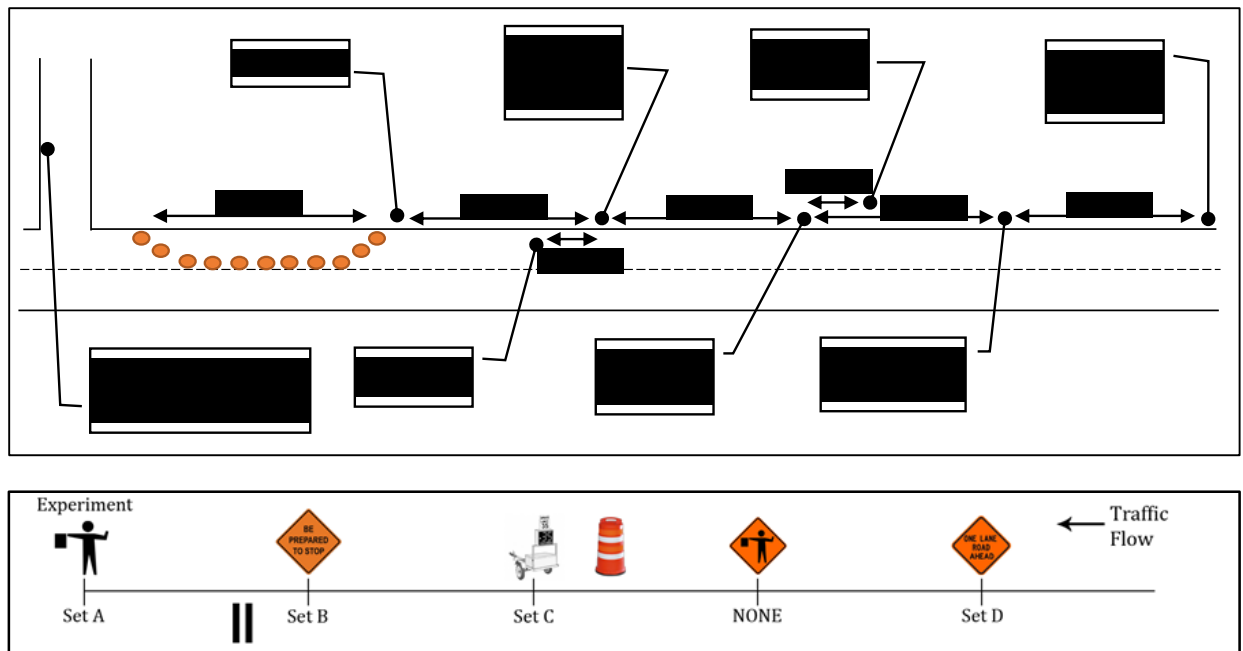 Experiment
BE
PREPARED
TO STOP
ONE LANE
ROAD
AHEAD
Traffic
Flow
Set A
Set B
Set C
NONE
Set D